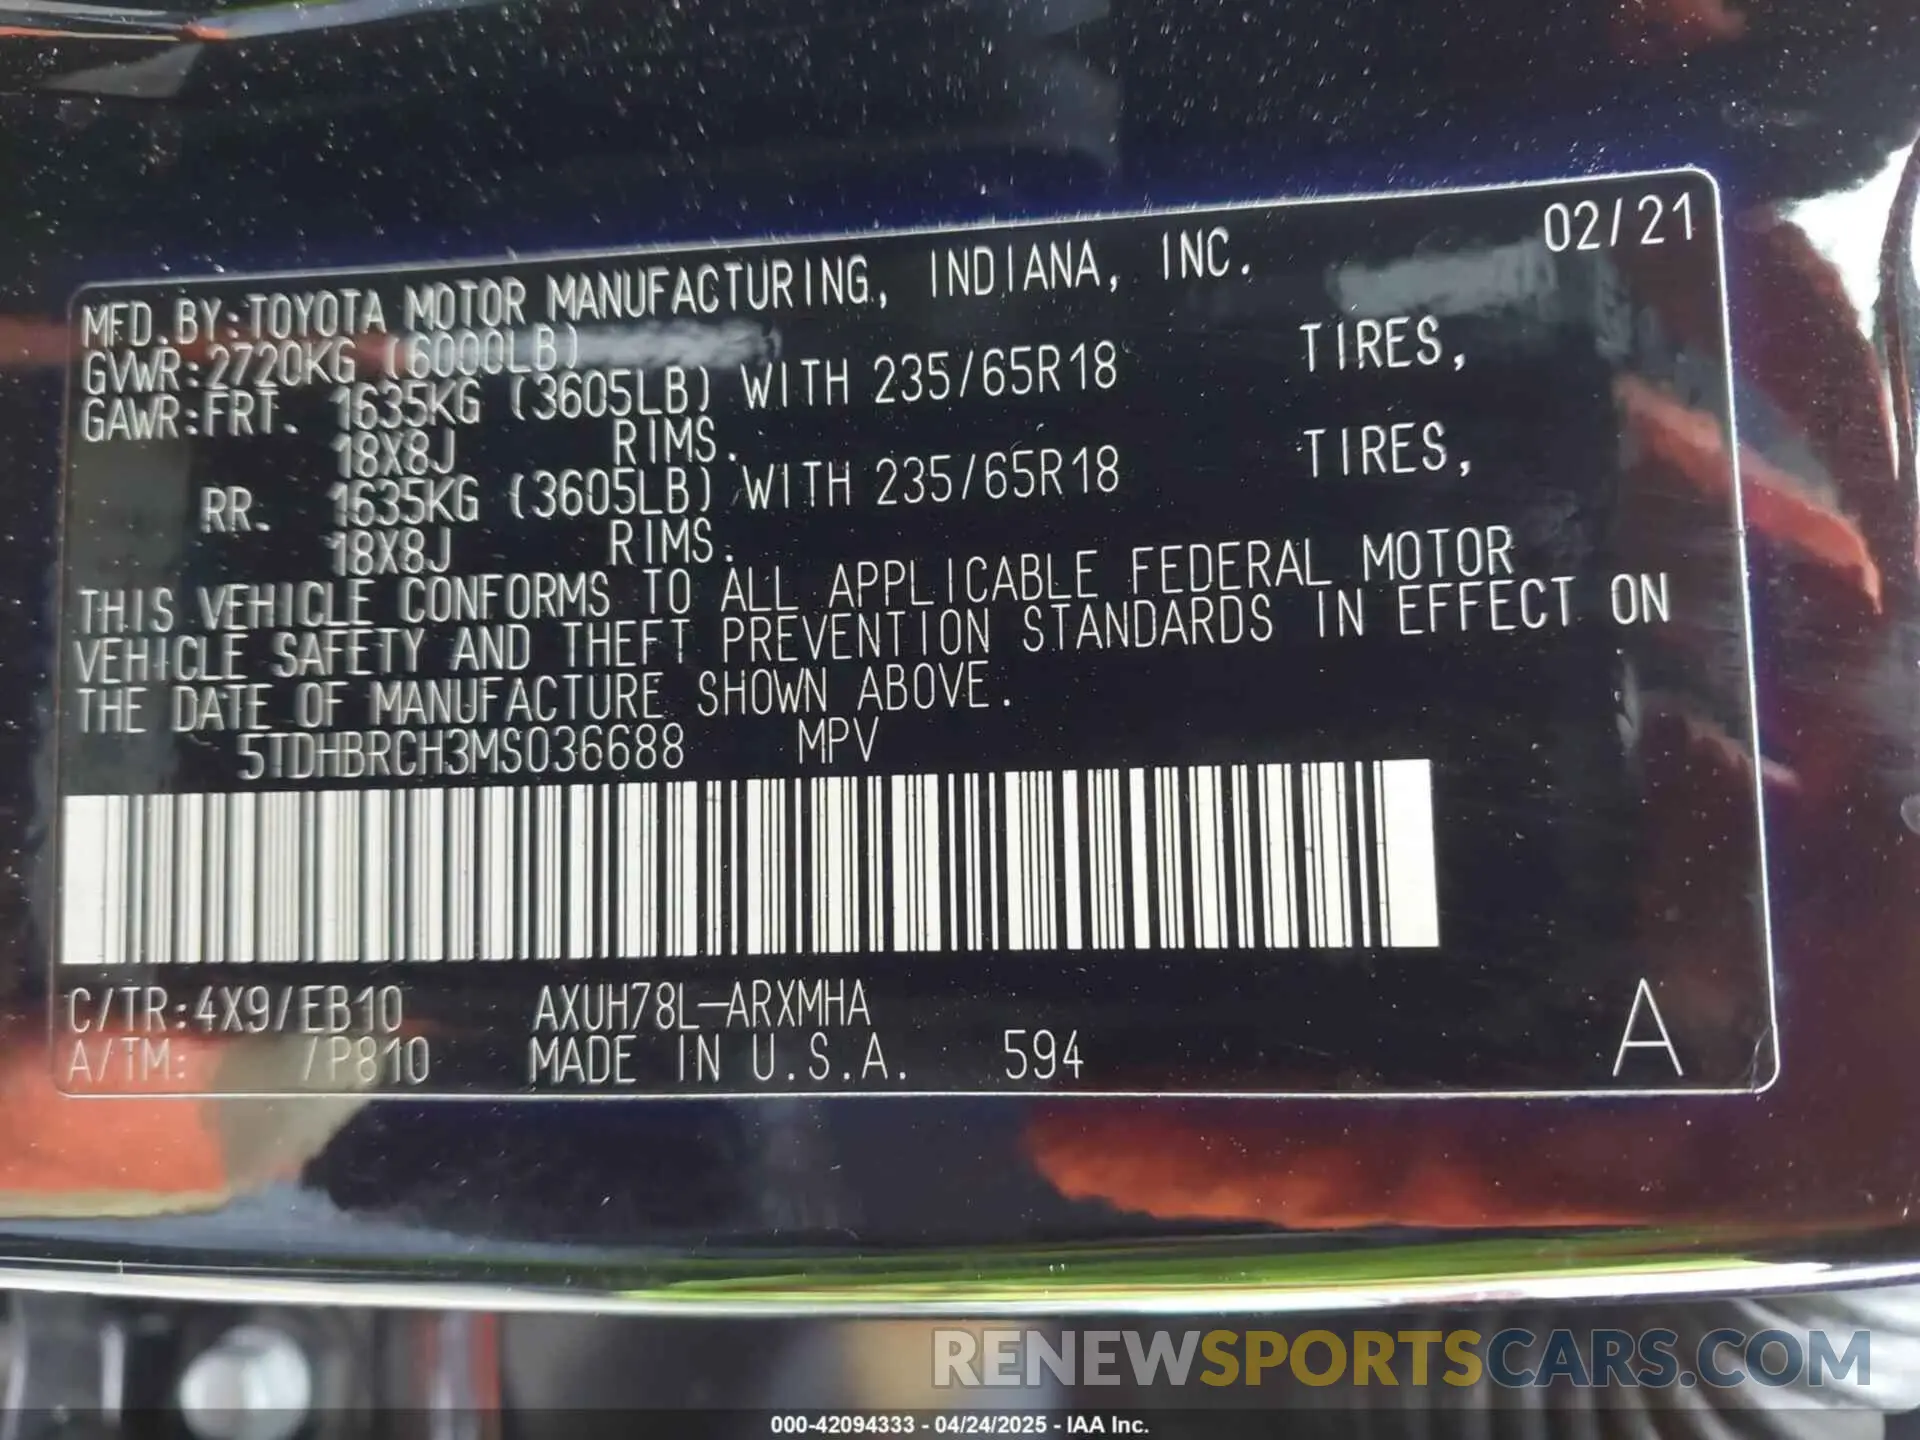 02/21
MFD.BY:TOYOTA MOTOR MANUFACTURING, INDIANA, INC.
GVWR:2720KG (6000LB)
GAWR:FRT. 1635KG (3605LB) WITH 235/65R18 TIRES,
18X8J RIMS.
RR. 1635KG (3605LB) WITH 235/65R18 TIRES,
18X8J RIMS.
THIS VEHICLE CONFORMS TO ALL APPLICABLE FEDERAL MOTOR
VEHICLE SAFETY AND THEFT PREVENTION STANDARDS IN EFFECT ON
THE DATE OF MANUFACTURE SHOWN ABOVE.
5TDHBRCH3MS036688 MPV
C/TR:4X9/EB10 AXUH78L-ARXMHA
A/TM: /P810 MADE IN U.S.A. 594
A
RENEWSPORTSCARS.COM
000-42094333 - 04/24/2025 - IAA Inc.